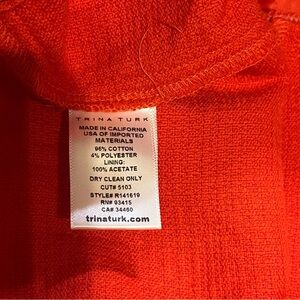 TRINA TURK
MADE IN CALIFORNIA
USA OF IMPORTED
MATERIALS
96% COTTON
4% POLYESTER
LINING:
100% ACETATE
DRY CLEAN ONLY
CUT# 5103
STYLE# R141619
RN# 93415
CA# 34460
trinaturk.com